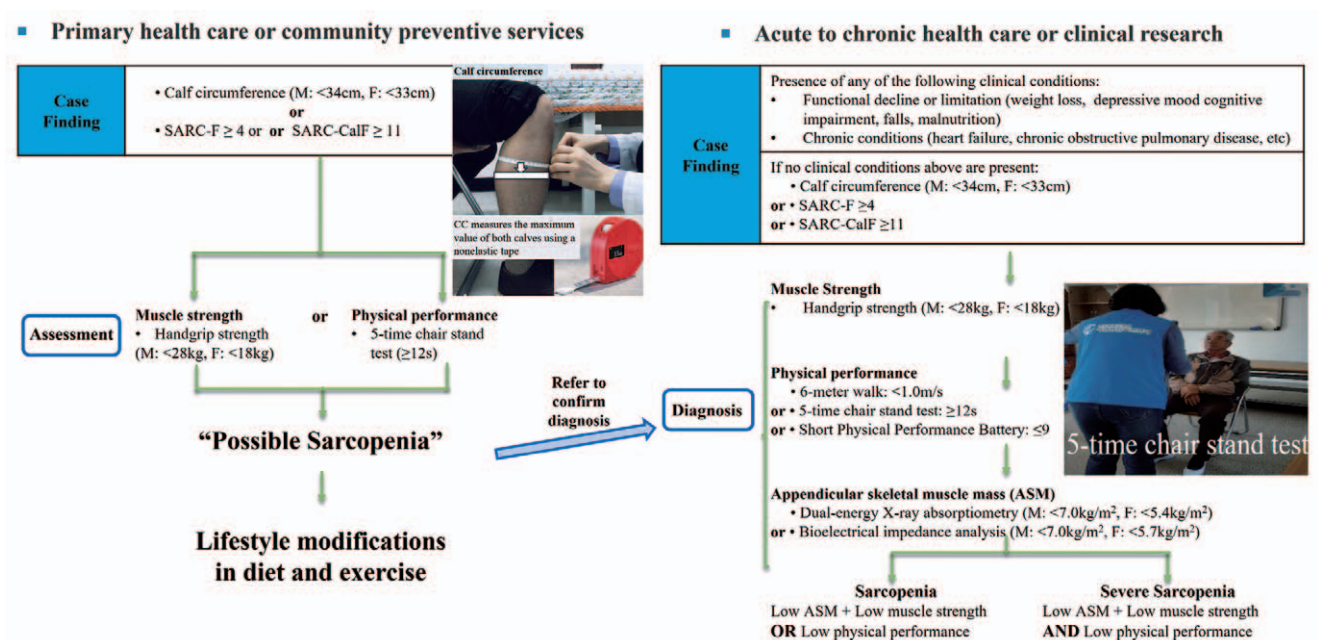 ▪ Primary health care or community preventive services
Case
Finding
• Calf circumference (M: <34cm, F: <33cm)
or
• SARC-F ≥ 4 or or SARC-CalF ≥ 11
Calf circumference
CC measures the maximum
value of both calves using a
nonelastic tape
Assessment
Muscle strength
• Handgrip strength
(M: <28kg, F: <18kg)
or
Physical performance
• 5-time chair stand
test (≥12s)
“Possible Sarcopenia”
Lifestyle modifications
in diet and exercise
Refer to
confirm
diagnosis
▪ Acute to chronic health care or clinical research
Case
Finding
Presence of any of the following clinical conditions:
• Functional decline or limitation (weight loss, depressive mood cognitive
impairment, falls, malnutrition)
• Chronic conditions (heart failure, chronic obstructive pulmonary disease, etc)
If no clinical conditions above are present:
• Calf circumference (M: <34cm, F: <33cm)
or • SARC-F ≥4
or • SARC-CalF ≥11
Diagnosis
Muscle Strength
• Handgrip strength (M: <28kg, F: <18kg)
Physical performance
• 6-meter walk: <1.0m/s
or • 5-time chair stand test: ≥12s
or • Short Physical Performance Battery: ≤9
5-time chair stand test
Appendicular skeletal muscle mass (ASM)
• Dual-energy X-ray absorptiometry (M: <7.0kg/m², F: <5.4kg/m²)
or • Bioelectrical impedance analysis (M: <7.0kg/m², F: <5.7kg/m²)
Sarcopenia
Low ASM + Low muscle strength
OR Low physical performance
Severe Sarcopenia
Low ASM + Low muscle strength
AND Low physical performance